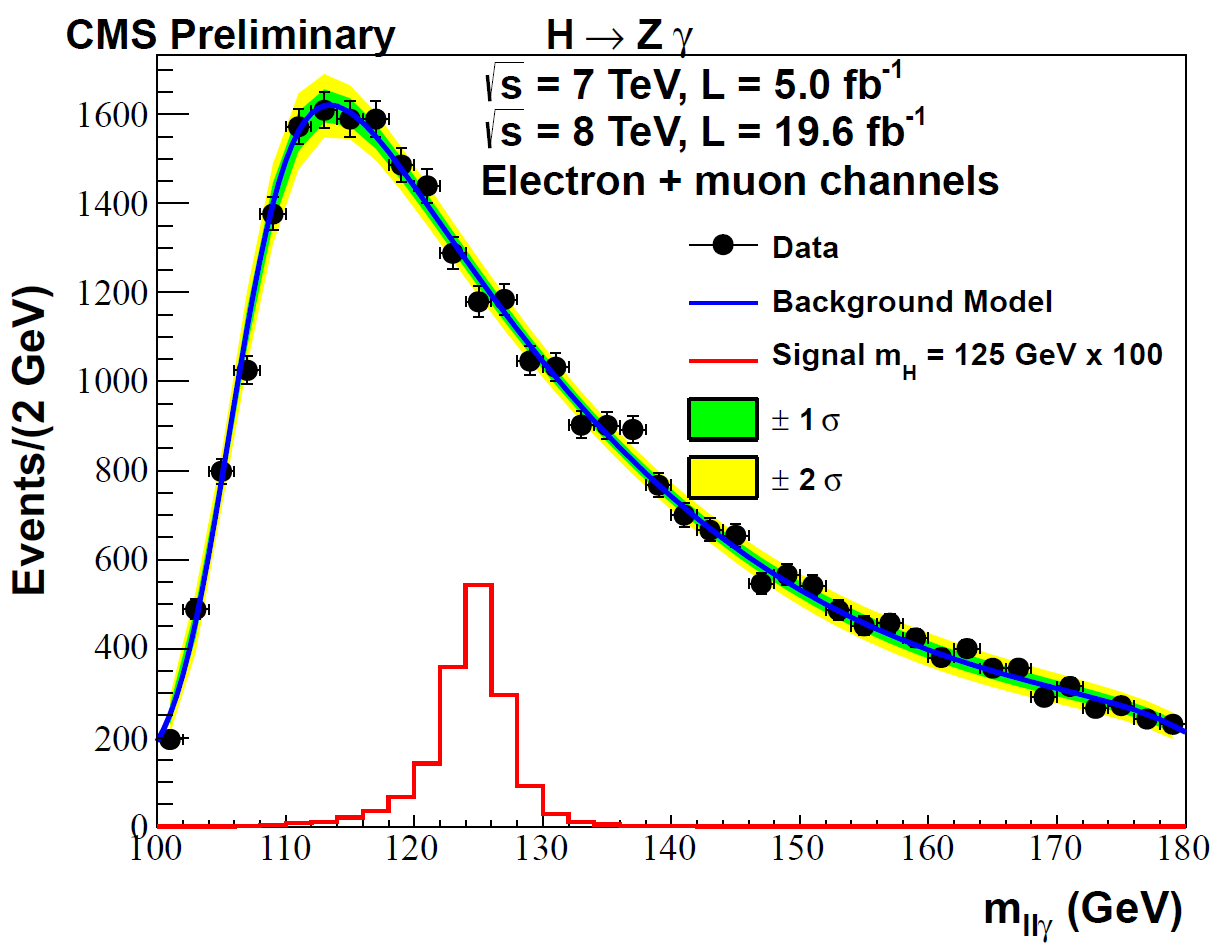 CMS Preliminary H → Z γ
√s = 7 TeV, L = 5.0 fb⁻¹
√s = 8 TeV, L = 19.6 fb⁻¹
Electron + muon channels
Data
Background Model
Signal m_H = 125 GeV x 100
± 1 σ
± 2 σ
Events/(2 GeV)
1600
1400
1200
1000
800
600
400
200
0
100 110 120 130 140 150 160 170 180
m_llγ (GeV)